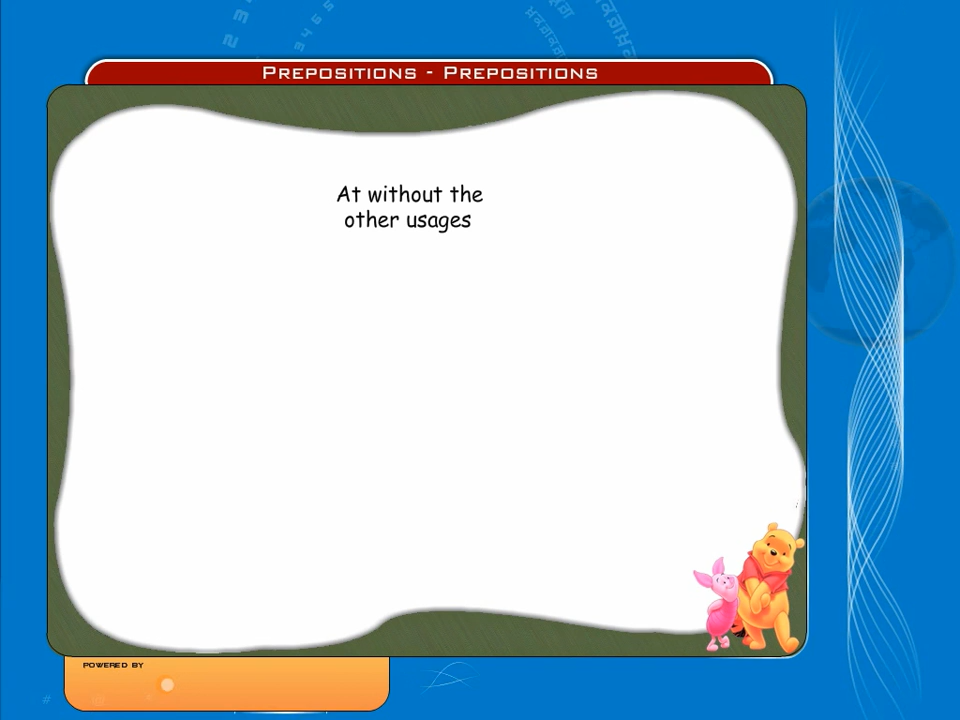 Prepositions - Prepositions
At without the
other usages
POWERED BY